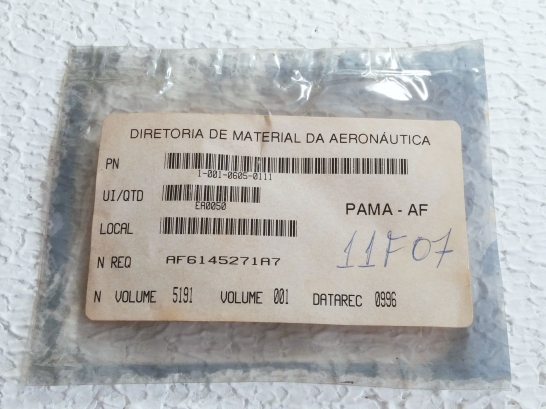 DIRETORIA DE MATERIAL DA AERONÁUTICA
PN
1-001-0605-0111
UI/QTD
EA0050
PAMA - AF
LOCAL
11F07
N REQ AF6145271A7
N VOLUME 5191 VOLUME 001 DATAREC 0996